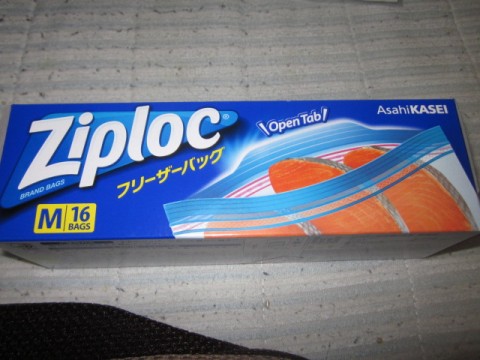 Ziploc®
BRAND BAGS
フリーザーバッグ
M 16
BAGS
Open Tab
AsahiKASEI